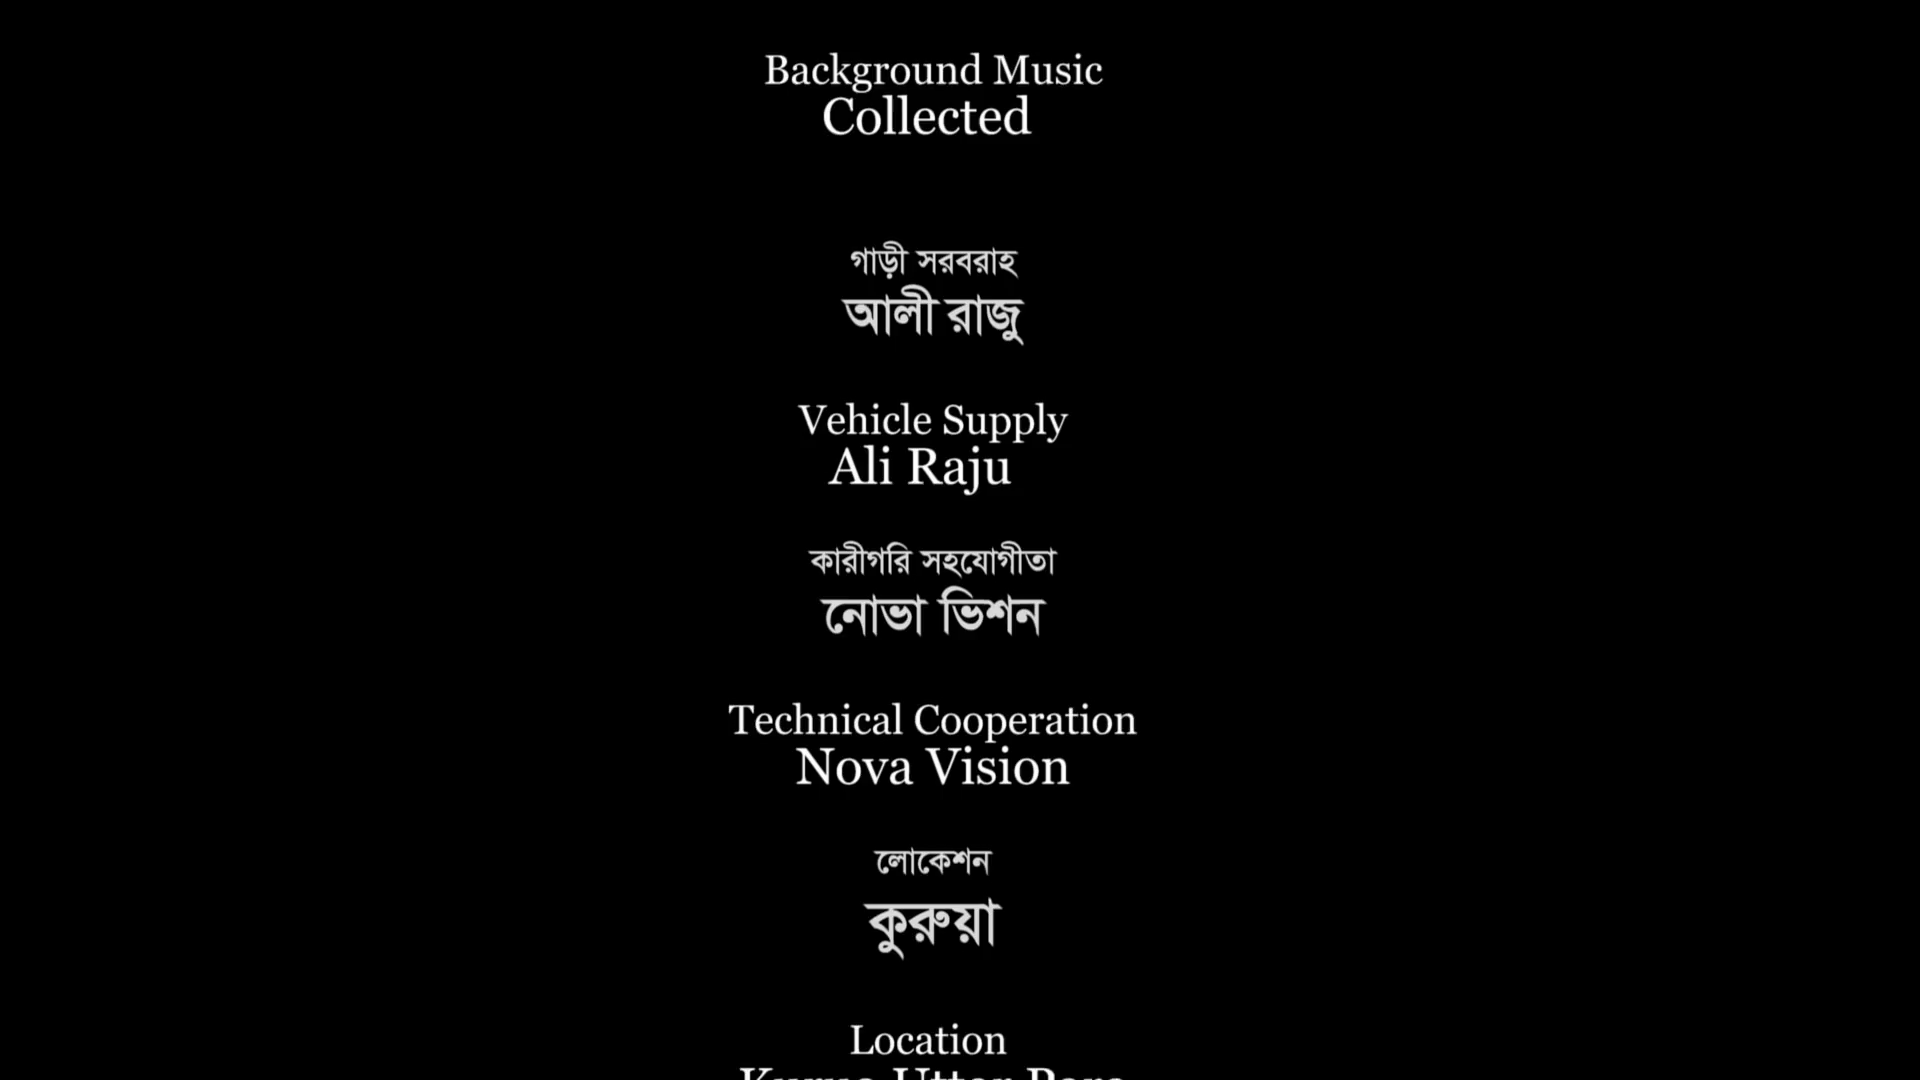 Background Music
Collected
গাড়ী সরবরাহ
আলী রাজু
Vehicle Supply
Ali Raju
কারীগরি সহযোগীতা
নোভা ভিশন
Technical Cooperation
Nova Vision
লোকেশন
কুরুয়া
Location